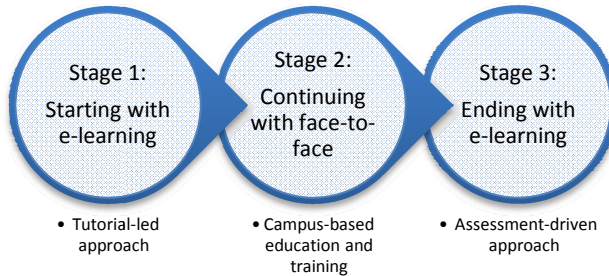 Stage 1:
Starting with
e-learning
Stage 2:
Continuing
with face-to-
face
Stage 3:
Ending with
e-learning
• Tutorial-led
approach
• Campus-based
education and
training
• Assessment-driven
approach